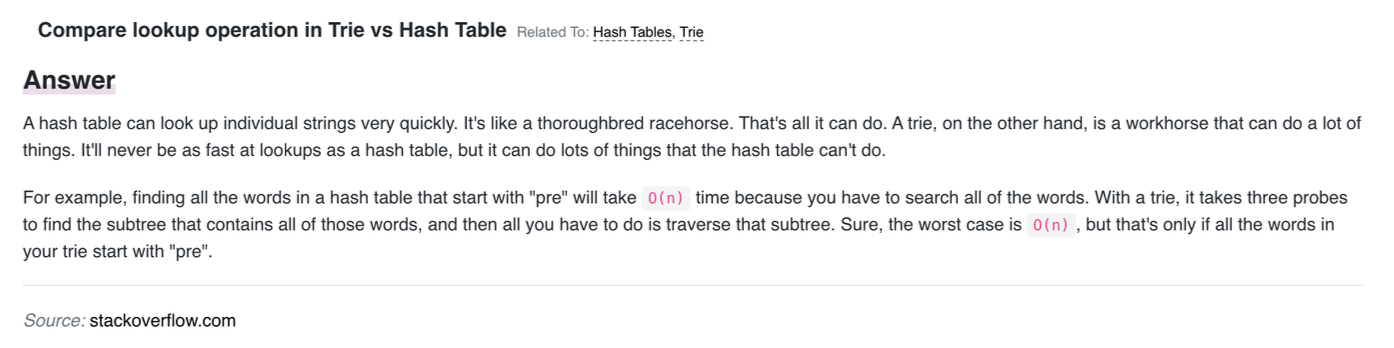 Compare lookup operation in Trie vs Hash Table Related To: Hash Tables, Trie
Answer
A hash table can look up individual strings very quickly. It's like a thoroughbred racehorse. That's all it can do. A trie, on the other hand, is a workhorse that can do a lot of
things. It'll never be as fast at lookups as a hash table, but it can do lots of things that the hash table can't do.
For example, finding all the words in a hash table that start with "pre" will take O(n) time because you have to search all of the words. With a trie, it takes three probes
to find the subtree that contains all of those words, and then all you have to do is traverse that subtree. Sure, the worst case is O(n) , but that's only if all the words in
your trie start with "pre".
Source: stackoverflow.com